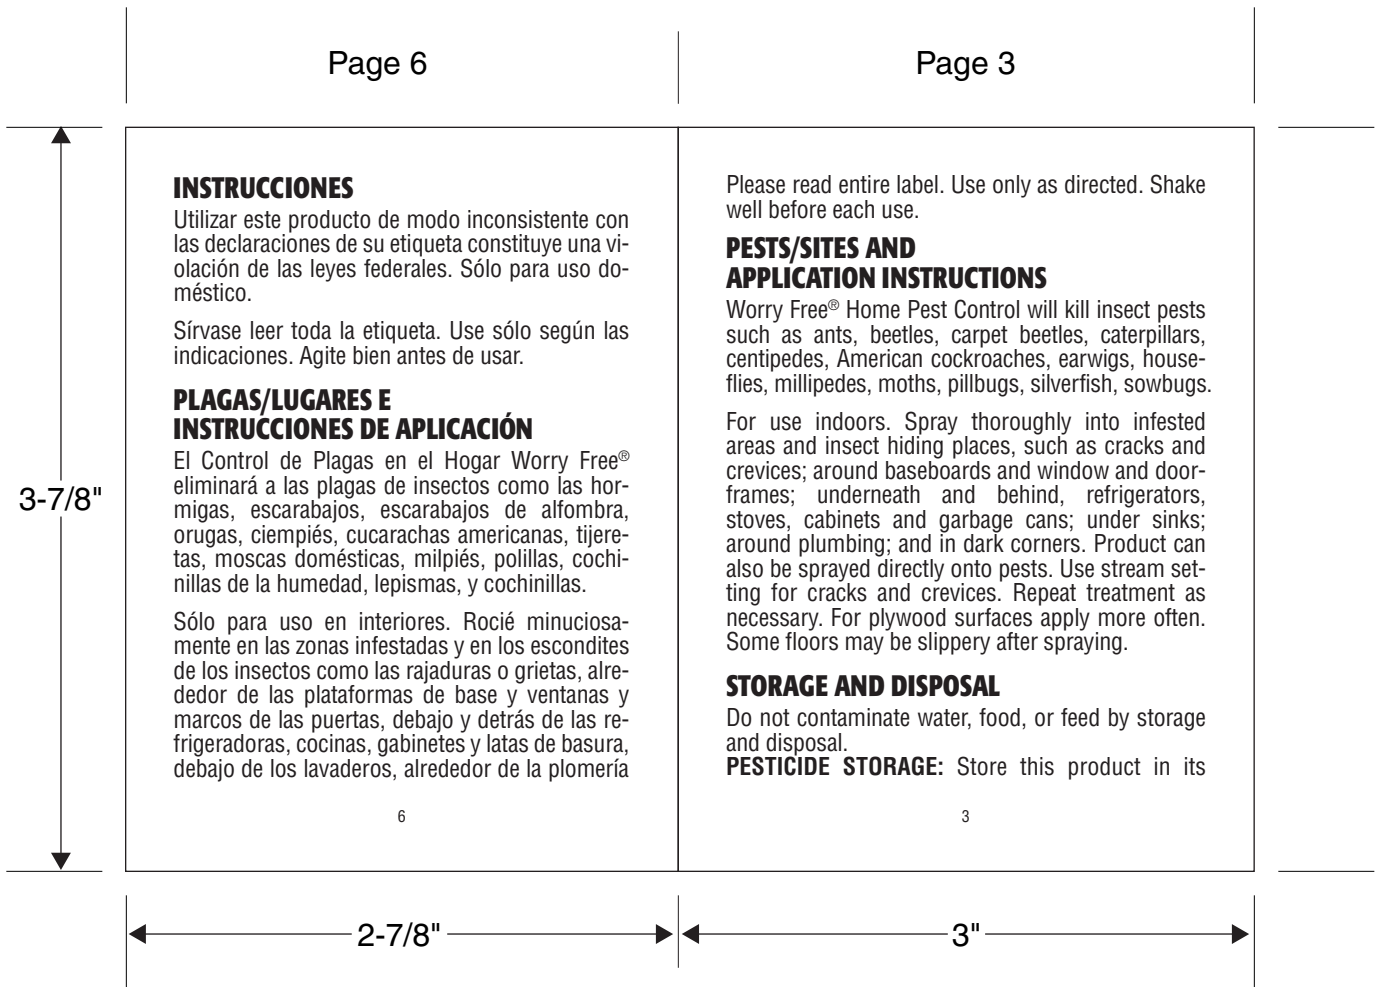 Page 6
Page 3
3-7/8"
INSTRUCCIONES
Utilizar este producto de modo inconsistente con
las declaraciones de su etiqueta constituye una vi-
olación de las leyes federales. Sólo para uso do-
méstico.
Sírvase leer toda la etiqueta. Use sólo según las
indicaciones. Agite bien antes de usar.
PLAGAS/LUGARES E
INSTRUCCIONES DE APLICACIÓN
El Control de Plagas en el Hogar Worry Free®
eliminará a las plagas de insectos como las hor-
migas, escarabajos, escarabajos de alfombra,
orugas, ciempiés, cucarachas americanas, tijere-
tas, moscas domésticas, milpiés, polillas, cochi-
nillas de la humedad, lepismas, y cochinillas.
Sólo para uso en interiores. Rocié minuciosa-
mente en las zonas infestadas y en los escondites
de los insectos como las rajaduras o grietas, alre-
dedor de las plataformas de base y ventanas y
marcos de las puertas, debajo y detrás de las re-
frigeradoras, cocinas, gabinetes y latas de basura,
debajo de los lavaderos, alrededor de la plomería
6
Please read entire label. Use only as directed. Shake
well before each use.
PESTS/SITES AND
APPLICATION INSTRUCTIONS
Worry Free® Home Pest Control will kill insect pests
such as ants, beetles, carpet beetles, caterpillars,
centipedes, American cockroaches, earwigs, house-
flies, millipedes, moths, pillbugs, silverfish, sowbugs.
For use indoors. Spray thoroughly into infested
areas and insect hiding places, such as cracks and
crevices; around baseboards and window and door-
frames; underneath and behind, refrigerators,
stoves, cabinets and garbage cans; under sinks;
around plumbing; and in dark corners. Product can
also be sprayed directly onto pests. Use stream set-
ting for cracks and crevices. Repeat treatment as
necessary. For plywood surfaces apply more often.
Some floors may be slippery after spraying.
STORAGE AND DISPOSAL
Do not contaminate water, food, or feed by storage
and disposal.
PESTICIDE STORAGE: Store this product in its
3
2-7/8"
3"